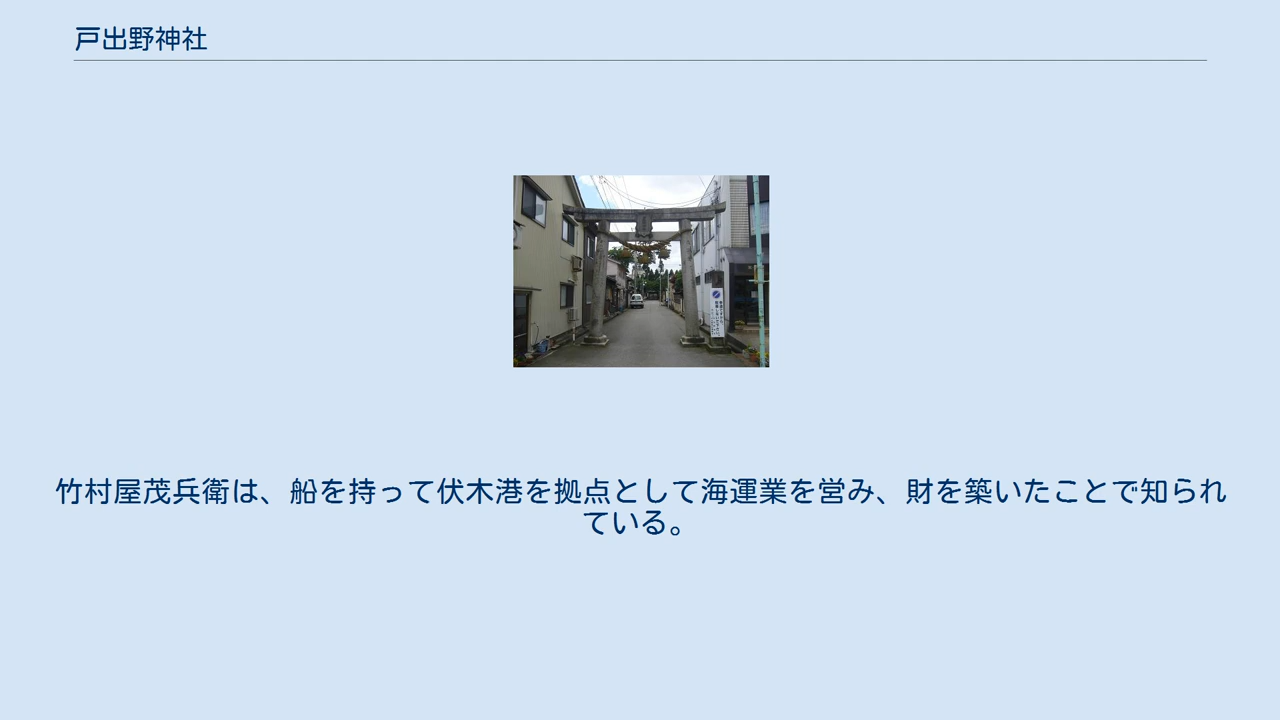 戸出野神社
竹村屋茂兵衛は、船を持って伏木港を拠点として海運業を営み、財を築いたことで知られ
ている。